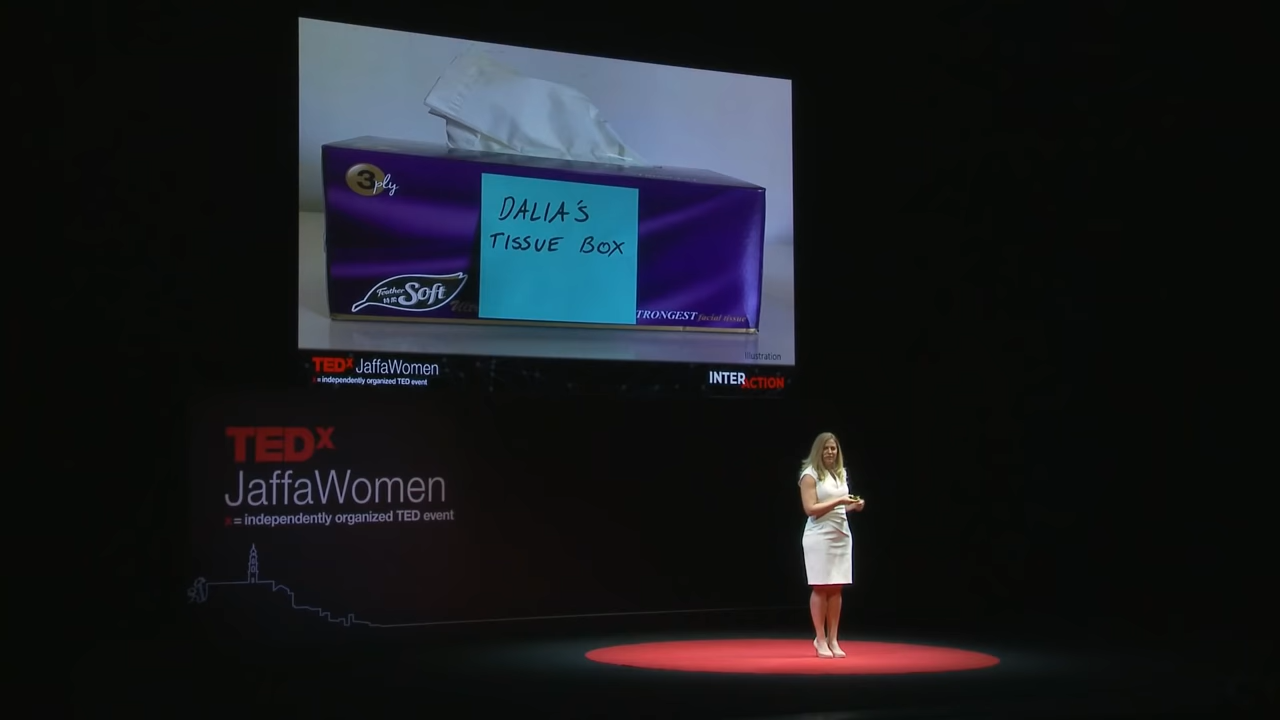 3ply
DALIA'S
TISSUE BOX
Feather
Soft
TRONGEST facial tissue
Illustration
TEDx JaffaWomen
x = independently organized TED event
INTERACTION
TEDx
JaffaWomen
x = independently organized TED event